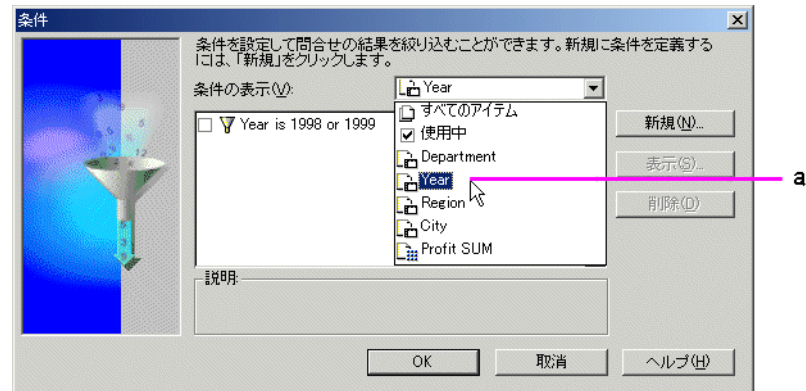 条件
条件を設定して問合せの結果を絞り込むことができます。新規に条件を定義する
には、「新規」をクリックします。
条件の表示(V):
Year
すべてのアイテム
使用中
Department
Year
Region
City
Profit SUM
Year is 1998 or 1999
新規(N)...
表示(S)...
削除(D)
a
説明:
OK
取消
ヘルプ(H)